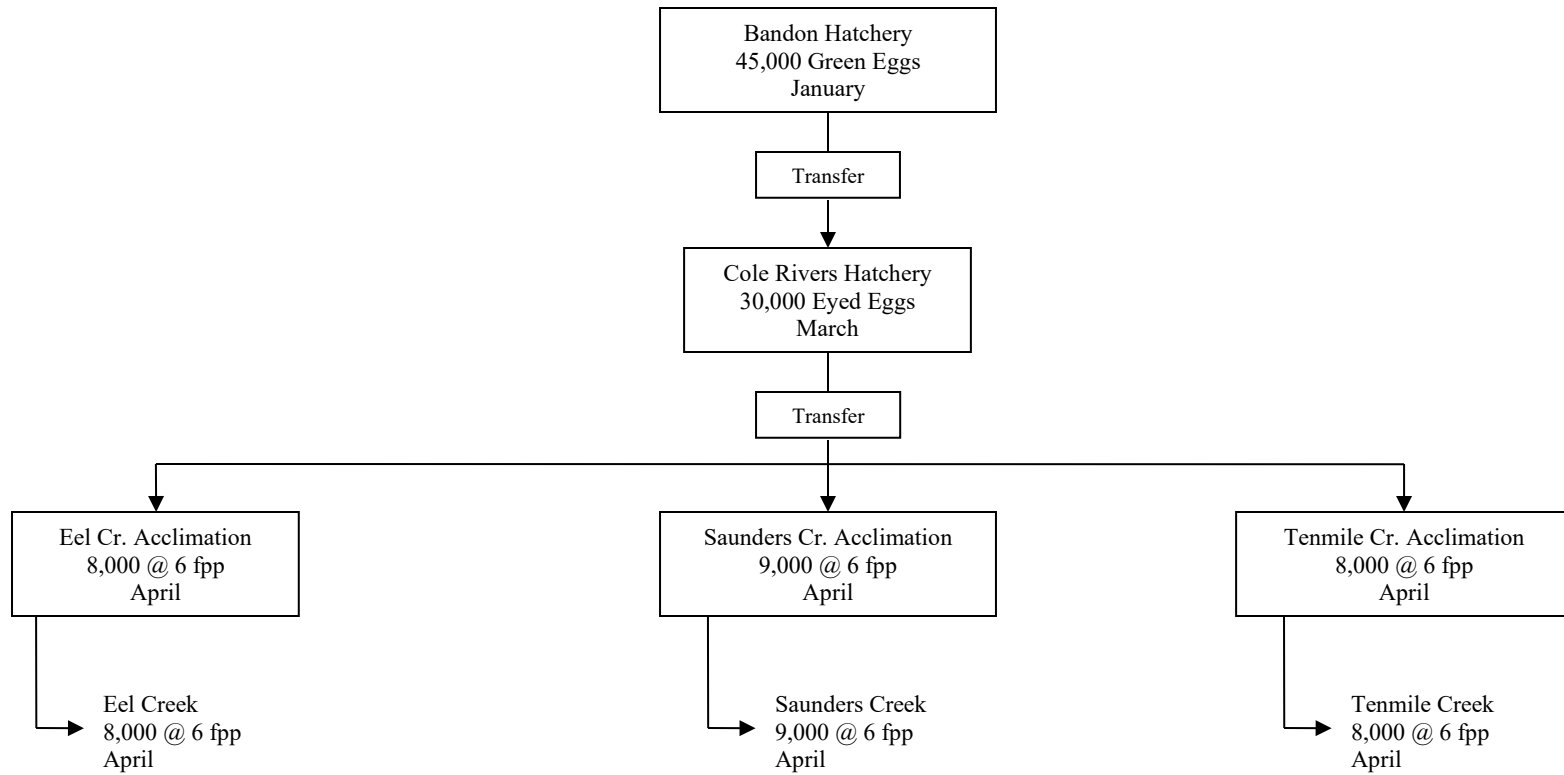 Bandon Hatchery
45,000 Green Eggs
January
Transfer
Cole Rivers Hatchery
30,000 Eyed Eggs
March
Transfer
Eel Cr. Acclimation
8,000 @ 6 fpp
April
Saunders Cr. Acclimation
9,000 @ 6 fpp
April
Tenmile Cr. Acclimation
8,000 @ 6 fpp
April
Eel Creek
8,000 @ 6 fpp
April
Saunders Creek
9,000 @ 6 fpp
April
Tenmile Creek
8,000 @ 6 fpp
April